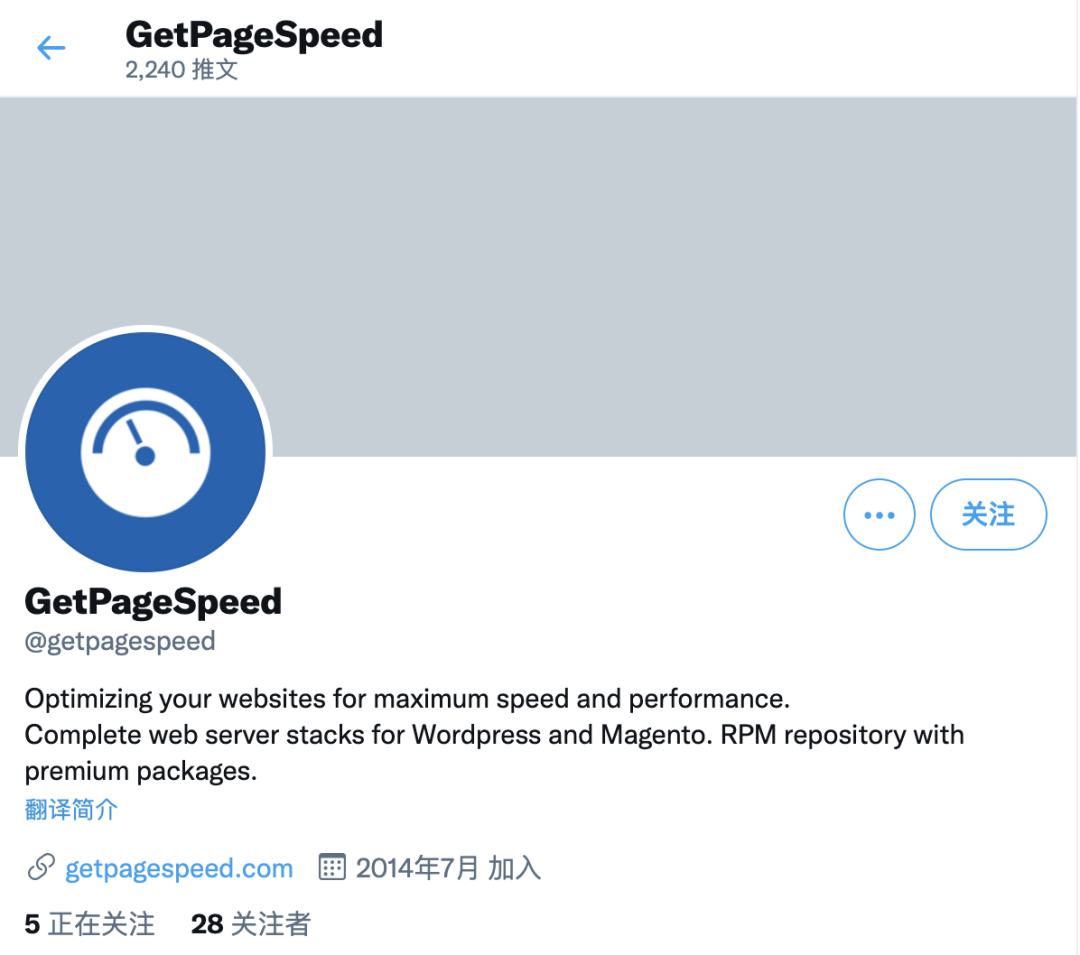 GetPageSpeed
2,240 推文
关注
GetPageSpeed
@getpagespeed
Optimizing your websites for maximum speed and performance.
Complete web server stacks for Wordpress and Magento. RPM repository with
premium packages.
翻译简介
getpagespeed.com 2014年7月 加入
5 正在关注 28 关注者